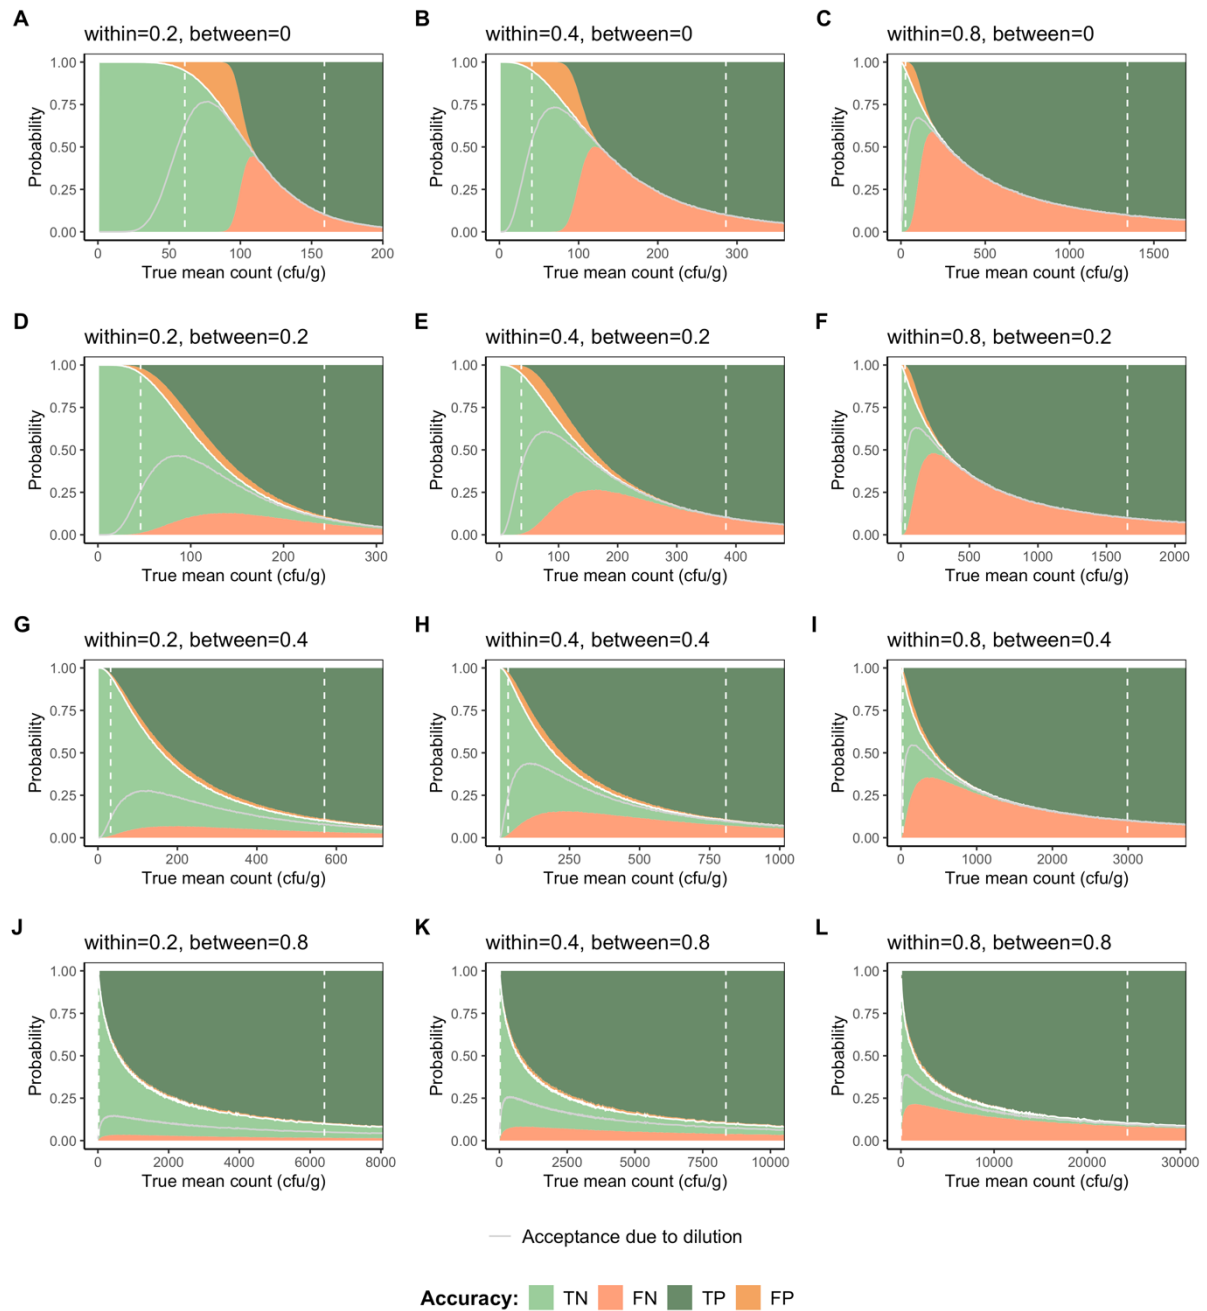 A
within=0.2, between=0
Probability
1.00
0.75
0.50
0.25
0.00
0 50 100 150 200
True mean count (cfu/g)
B
within=0.4, between=0
Probability
1.00
0.75
0.50
0.25
0.00
0 100 200 300
True mean count (cfu/g)
C
within=0.8, between=0
Probability
1.00
0.75
0.50
0.25
0.00
0 500 1000 1500
True mean count (cfu/g)
D
within=0.2, between=0.2
Probability
1.00
0.75
0.50
0.25
0.00
0 100 200 300
True mean count (cfu/g)
E
within=0.4, between=0.2
Probability
1.00
0.75
0.50
0.25
0.00
0 100 200 300 400
True mean count (cfu/g)
F
within=0.8, between=0.2
Probability
1.00
0.75
0.50
0.25
0.00
0 500 1000 1500 2000
True mean count (cfu/g)
G
within=0.2, between=0.4
Probability
1.00
0.75
0.50
0.25
0.00
0 200 400 600
True mean count (cfu/g)
H
within=0.4, between=0.4
Probability
1.00
0.75
0.50
0.25
0.00
0 250 500 750 1000
True mean count (cfu/g)
I
within=0.8, between=0.4
Probability
1.00
0.75
0.50
0.25
0.00
0 1000 2000 3000
True mean count (cfu/g)
J
within=0.2, between=0.8
Probability
1.00
0.75
0.50
0.25
0.00
0 2000 4000 6000 8000
True mean count (cfu/g)
K
within=0.4, between=0.8
Probability
1.00
0.75
0.50
0.25
0.00
0 2500 5000 7500 10000
True mean count (cfu/g)
L
within=0.8, between=0.8
Probability
1.00
0.75
0.50
0.25
0.00
0 10000 20000 30000
True mean count (cfu/g)
Acceptance due to dilution
Accuracy: TN FN TP FP